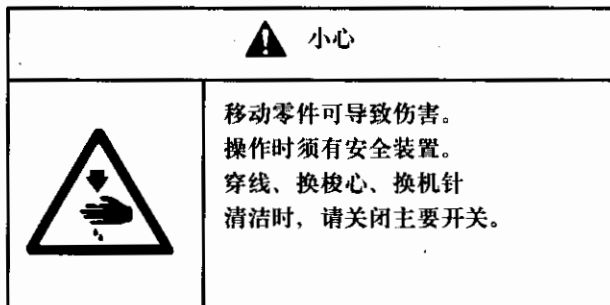 小心
移动零件可导致伤害。
操作时须有安全装置。
穿线、换梭心、换机针
清洁时，请关闭主要开关。